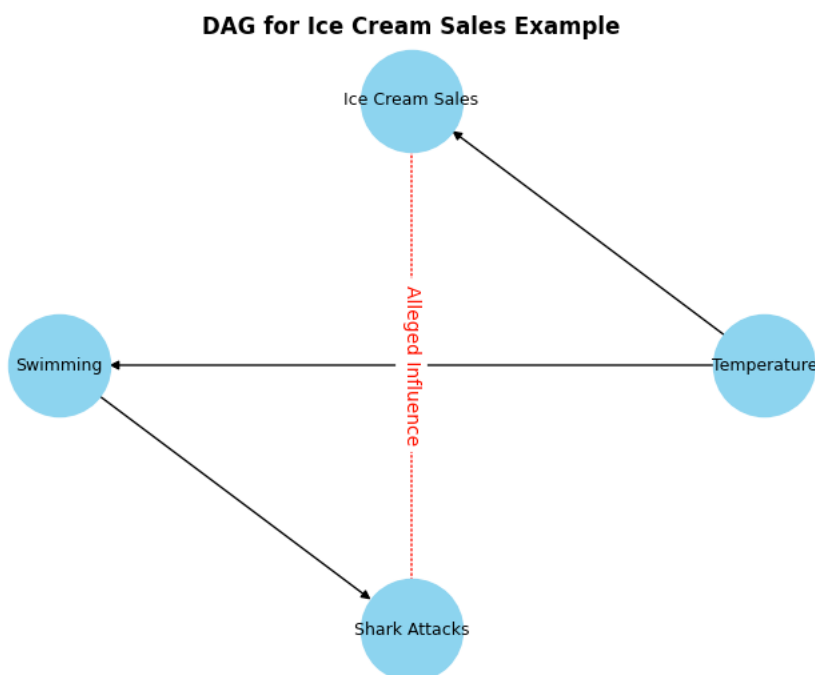 DAG for Ice Cream Sales Example
Ice Cream Sales
Alleged Influence
Swimming
Temperature
Shark Attacks